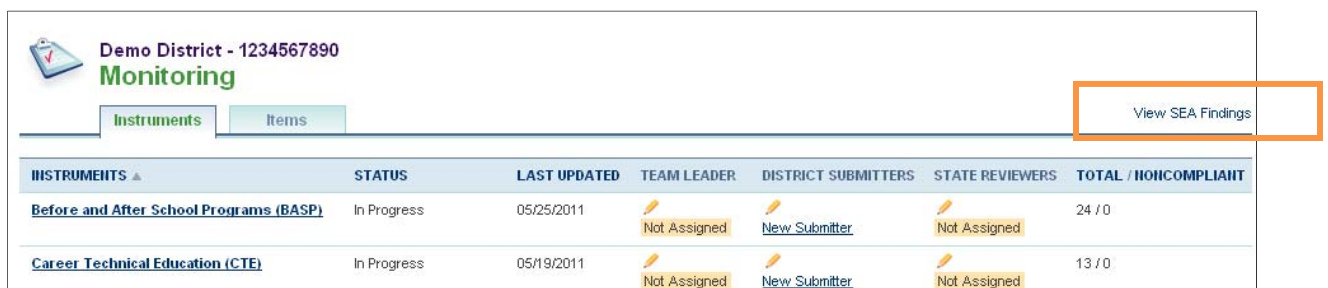 Demo District - 1234567890
Monitoring
Instruments Items View SEA Findings
INSTRUMENTS STATUS LAST UPDATED TEAM LEADER DISTRICT SUBMITTERS STATE REVIEWERS TOTAL / NONCOMPLIANT
Before and After School Programs (BASP) In Progress 05/25/2011 Not Assigned New Submitter Not Assigned 24 / 0
Career Technical Education (CTE) In Progress 05/19/2011 Not Assigned New Submitter Not Assigned 13 / 0